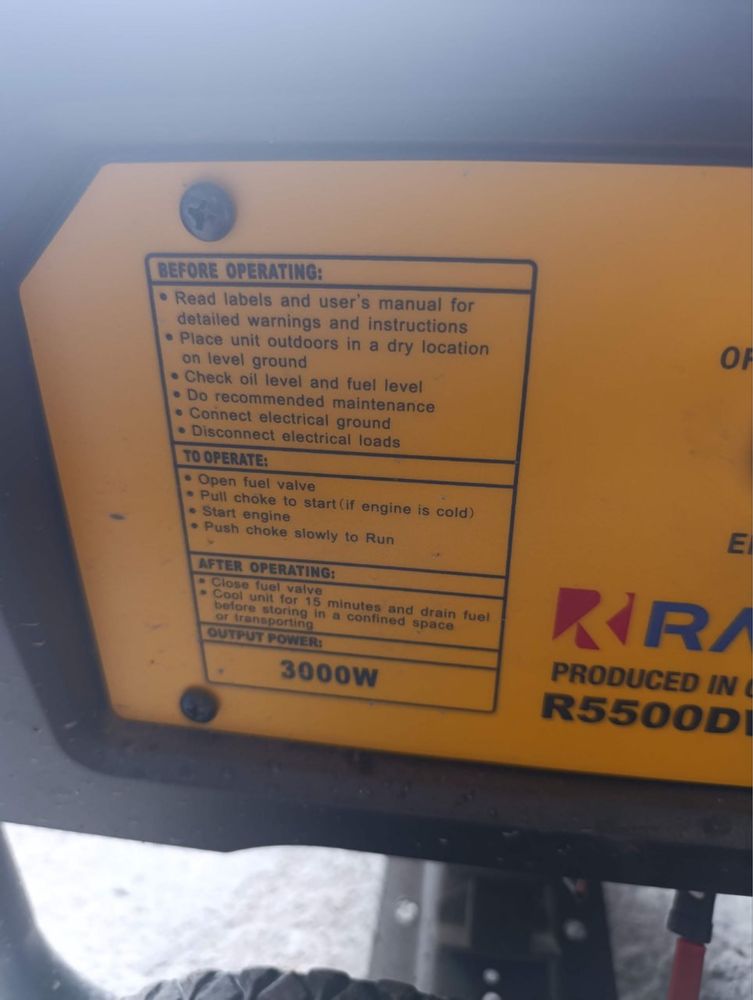 BEFORE OPERATING:
• Read labels and user's manual for
detailed warnings and instructions
• Place unit outdoors in a dry location
on level ground
• Check oil level and fuel level
• Do recommended maintenance
• Connect electrical ground
• Disconnect electrical loads
TO OPERATE:
• Open fuel valve
• Pull choke to start(if engine is cold)
• Start engine
• Push choke slowly to Run
AFTER OPERATING:
• Close fuel valve
• Cool unit for 15 minutes and drain fuel
before storing in a confined space
or transporting
OUTPUT POWER:
3000W
RA
PRODUCED IN
R5500D